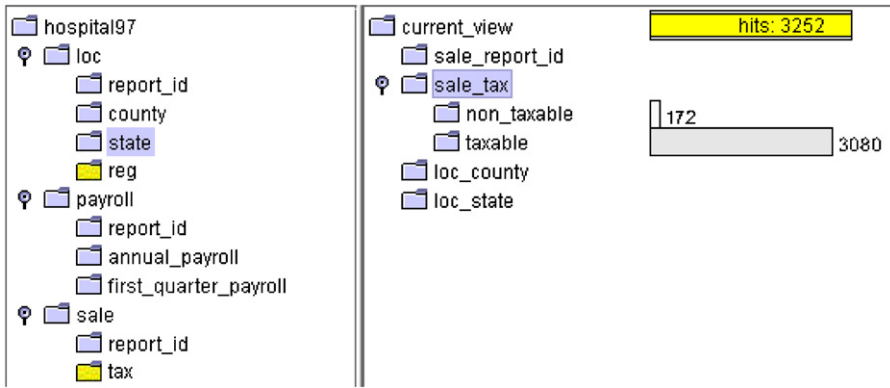 hospital97
loc
report_id
county
state
reg
payroll
report_id
annual_payroll
first_quarter_payroll
sale
report_id
tax
current_view
hits: 3252
sale_report_id
sale_tax
non_taxable
172
taxable
3080
loc_county
loc_state